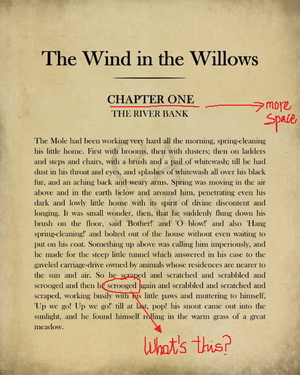 The Wind in the Willows
CHAPTER ONE
more
space
THE RIVER BANK
The Mole had been working very hard all the morning, spring-cleaning
his little home. First with brooms, then with dusters; then on ladders
and steps and chairs, with a brush and a pail of whitewash; till he had
dust in his throat and eyes, and splashes of whitewash all over his black
fur, and an aching back and weary arms. Spring was moving in the air
above and in the earth below and around him, penetrating even his
dark and lowly little house with its spirit of divine discontent and
longing. It was small wonder, then, that he suddenly flung down his
brush on the floor, said 'Bother!' and 'O blow!' and also 'Hang
spring-cleaning!' and bolted out of the house without even waiting to
put on his coat. Something up above was calling him imperiously, and
he made for the steep little tunnel which answered in his case to the
gaveled carriage-drive owned by animals whose residences are nearer to
the sun and air. So he scraped and scratched and scrabbled and
scrooged and then he scrooged again and scrabbled and scratched and
scraped, working busily with his little paws and muttering to himself,
'Up we go! Up we go!' till at last, pop! his snout came out into the
sunlight, and he found himself rolling in the warm grass of a great
meadow.
What's this?